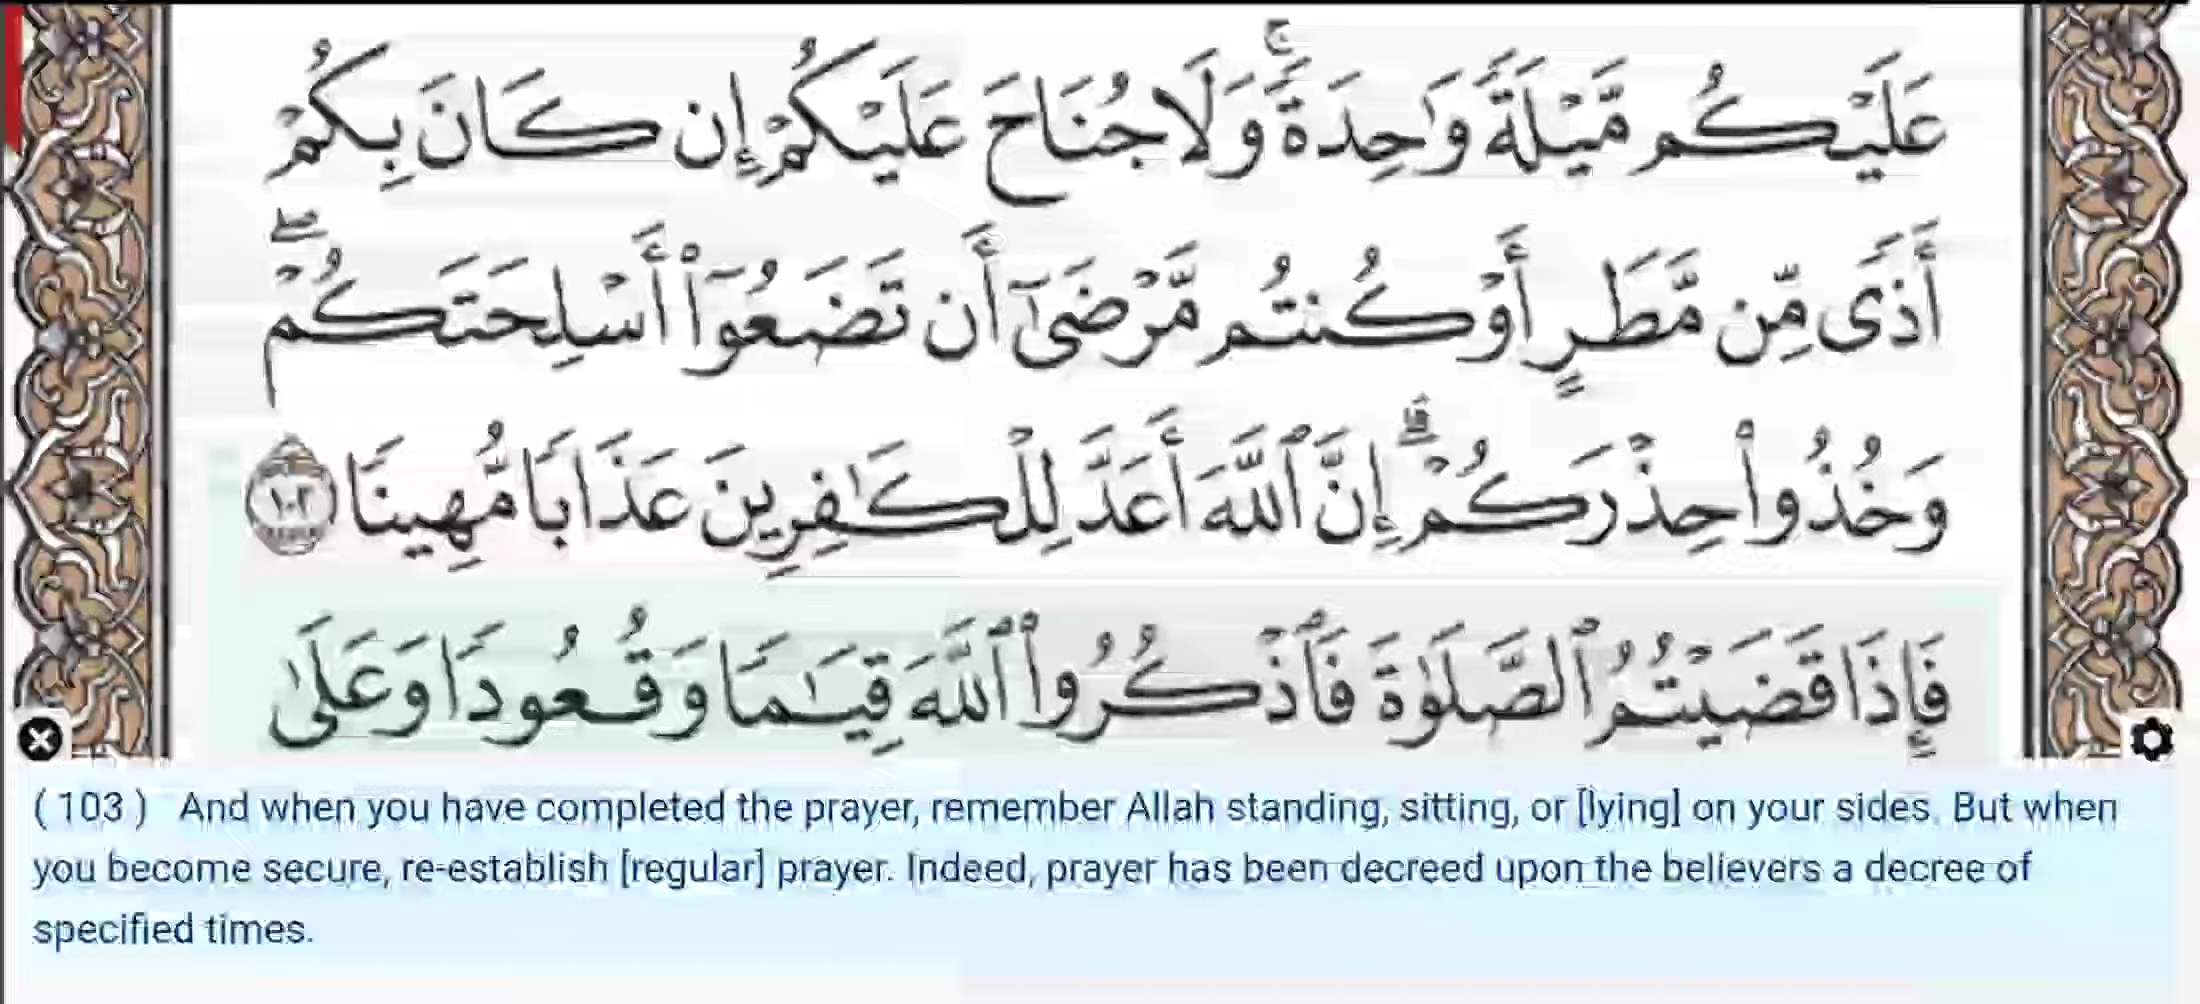 عَلَيْكُم مَّيْلَةً وَٰحِدَةً ۚ وَلَا جُنَاحَ عَلَيْكُمْ إِن كَانَ بِكُمْ
أَذًى مِّن مَّطَرٍ أَوْ كُنتُم مَّرْضَىٰٓ أَن تَضَعُوٓا۟ أَسْلِحَتَكُمْ ۖ
وَخُذُوا۟ حِذْرَكُمْ ۗ إِنَّ ٱللَّهَ أَعَدَّ لِلْكَـٰفِرِينَ عَذَابًا مُّهِينًا ١٠٢
فَإِذَا قَضَيْتُمُ ٱلصَّلَوٰةَ فَٱذْكُرُوا۟ ٱللَّهَ قِيَـٰمًا وَقُعُودًا وَعَلَىٰ
( 103 ) And when you have completed the prayer, remember Allah standing, sitting, or [lying] on your sides. But when
you become secure, re-establish [regular] prayer. Indeed, prayer has been decreed upon the believers a decree of
specified times.